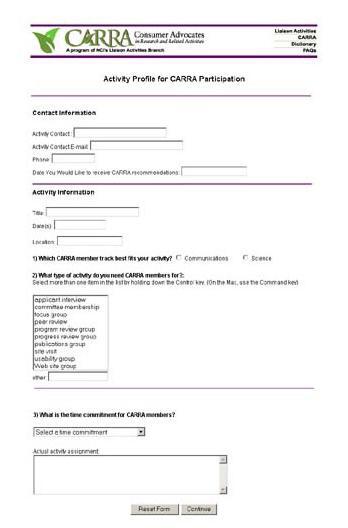 CARRA Consumer Advocates
in Research and Related Activities
A program of NCI's Liaison Activities Branch
Liaison Activities
CARRA
Dictionary
FAQs
Activity Profile for CARRA Participation
Contact Information
Activity Contact:
Activity Contact E-mail:
Phone:
Date You Would Like to receive CARRA recommendations:
Activity Information
Title:
Date(s):
Location:
1) Which CARRA member track best fits your activity? Communications Science
2) What type of activity do you need CARRA members for?:
Select more than one item in the list by holding down the Control key. (On the Mac, use the Command key)
applicant interview
committee membership
focus group
peer review
program review group
progress review group
publications group
site visit
usability group
Web site group
other:
3) What is the time commitment for CARRA members?
Select a time commitment
Actual activity assignment:
Reset Form Continue